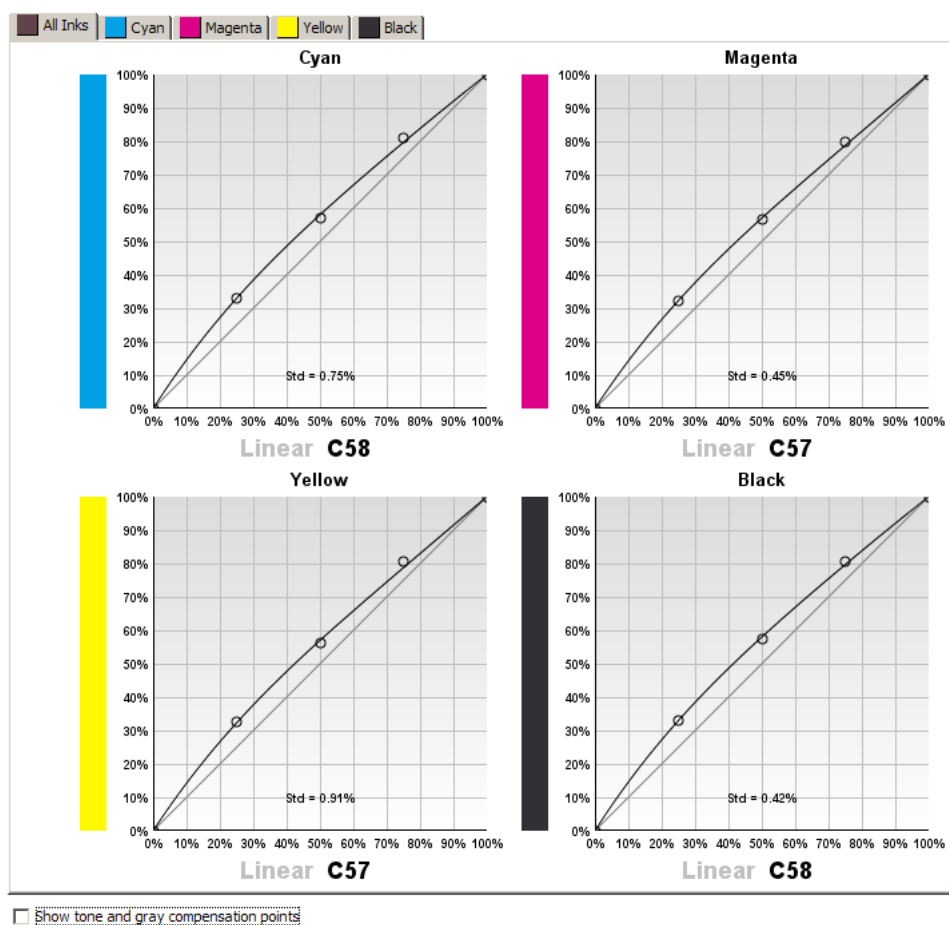 All Inks Cyan Magenta Yellow Black
Cyan
100%
90%
80%
70%
60%
50%
40%
30%
20%
10%
0%
Std = 0.75%
0% 10% 20% 30% 40% 50% 60% 70% 80% 90% 100%
Linear C58
Magenta
100%
90%
80%
70%
60%
50%
40%
30%
20%
10%
0%
Std = 0.45%
0% 10% 20% 30% 40% 50% 60% 70% 80% 90% 100%
Linear C57
Yellow
100%
90%
80%
70%
60%
50%
40%
30%
20%
10%
0%
Std = 0.91%
0% 10% 20% 30% 40% 50% 60% 70% 80% 90% 100%
Linear C57
Black
100%
90%
80%
70%
60%
50%
40%
30%
20%
10%
0%
Std = 0.42%
0% 10% 20% 30% 40% 50% 60% 70% 80% 90% 100%
Linear C58
Show tone and gray compensation points